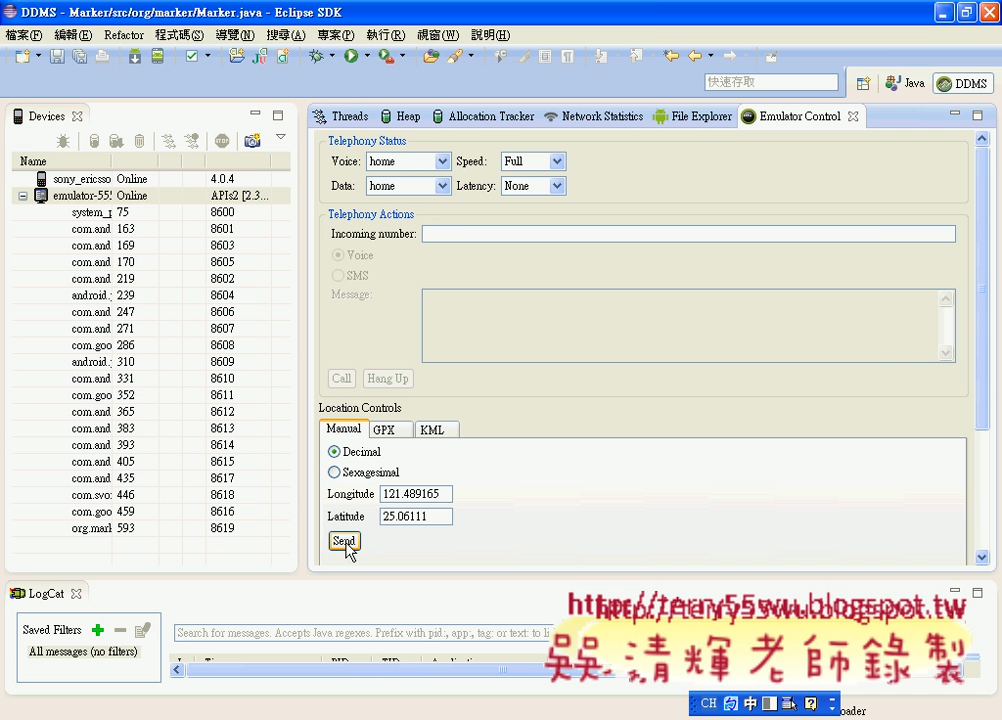 DDMS - Marker/src/org/marker/Marker.java - Eclipse SDK
檔案(F) 編輯(E) Refactor 程式碼(S) 導覽(N) 搜尋(A) 專案(P) 執行(R) 視窗(W) 說明(H)
快速存取 Java DDMS
Devices
Name
sony_ericsso Online 4.0.4
emulator-55! Online APIs2 [2.3...
system_p 75 8600
com.and 163 8601
com.and 169 8603
com.and 170 8605
com.and 219 8602
android.: 239 8604
com.and 247 8606
com.and 271 8607
com.goo 286 8608
android.: 310 8609
com.and 331 8610
com.goo 352 8611
com.and 365 8612
com.and 383 8613
com.and 393 8614
com.and 405 8615
com.and 435 8617
com.svo: 446 8618
com.goo 459 8616
org.marl 593 8619
Threads Heap Allocation Tracker Network Statistics File Explorer Emulator Control
Telephony Status
Voice: home Speed: Full
Data: home Latency: None
Telephony Actions
Incoming number:
Voice
SMS
Message:
Call Hang Up
Location Controls
Manual GPX KML
Decimal
Sexagesimal
Longitude 121.489165
Latitude 25.06111
Send
LogCat
Saved Filters
All messages (no filters)
Search for messages. Accepts Java regexes. Prefix with pid:, app:, tag: or text: to li
http://terry55wu.blogspot.tw
吳清輝老師錄製
CH 中
oader